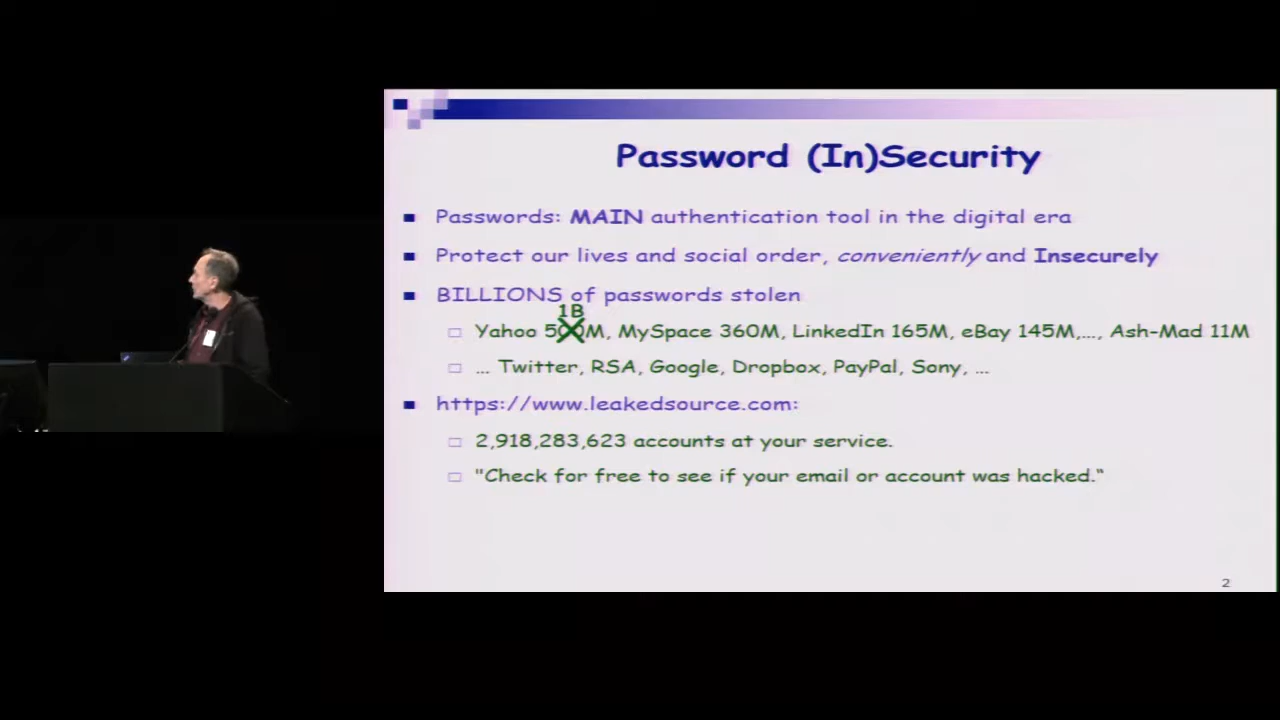 Password (In)Security
Passwords: MAIN authentication tool in the digital era
Protect our lives and social order, conveniently and Insecurely
BILLIONS of passwords stolen
1B
Yahoo 500M, MySpace 360M, LinkedIn 165M, eBay 145M,..., Ash-Mad 11M
... Twitter, RSA, Google, Dropbox, PayPal, Sony, ...
https://www.leakedsource.com:
2,918,283,623 accounts at your service.
"Check for free to see if your email or account was hacked."
2